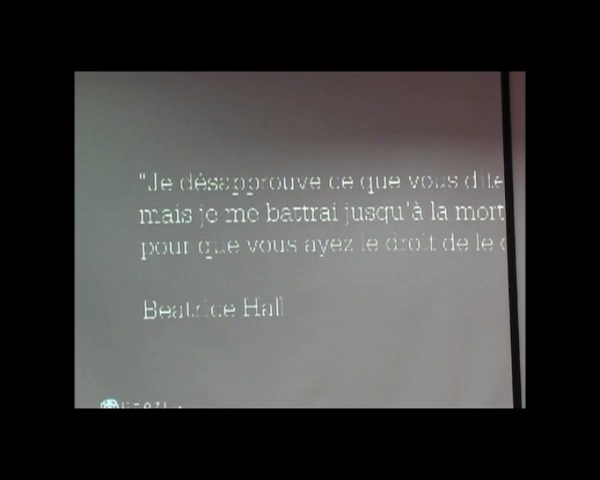 "Je désapprouve ce que vous dite
mais je me battrai jusqu'à la mort
pour que vous ayez le droit de le
Beatrice Hall